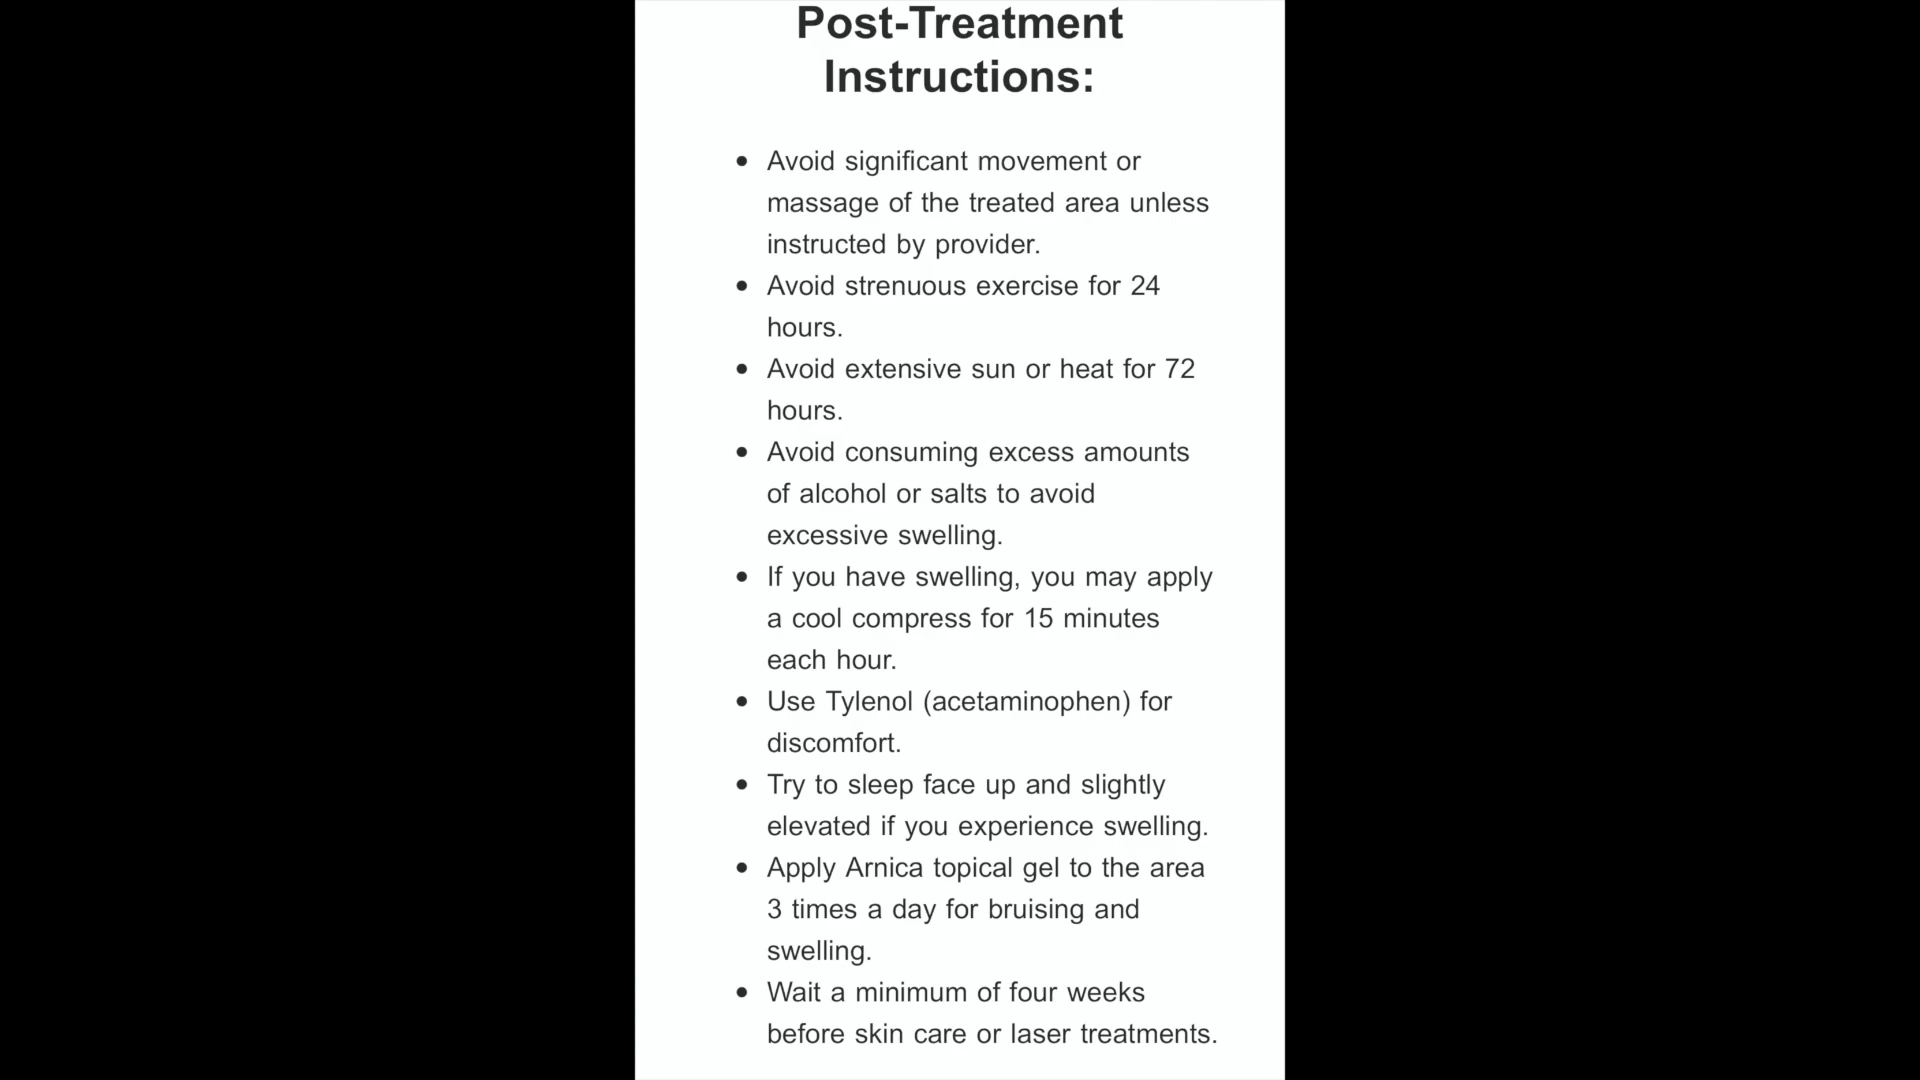 Post-Treatment
Instructions:
• Avoid significant movement or
massage of the treated area unless
instructed by provider.
• Avoid strenuous exercise for 24
hours.
• Avoid extensive sun or heat for 72
hours.
• Avoid consuming excess amounts
of alcohol or salts to avoid
excessive swelling.
• If you have swelling, you may apply
a cool compress for 15 minutes
each hour.
• Use Tylenol (acetaminophen) for
discomfort.
• Try to sleep face up and slightly
elevated if you experience swelling.
• Apply Arnica topical gel to the area
3 times a day for bruising and
swelling.
• Wait a minimum of four weeks
before skin care or laser treatments.